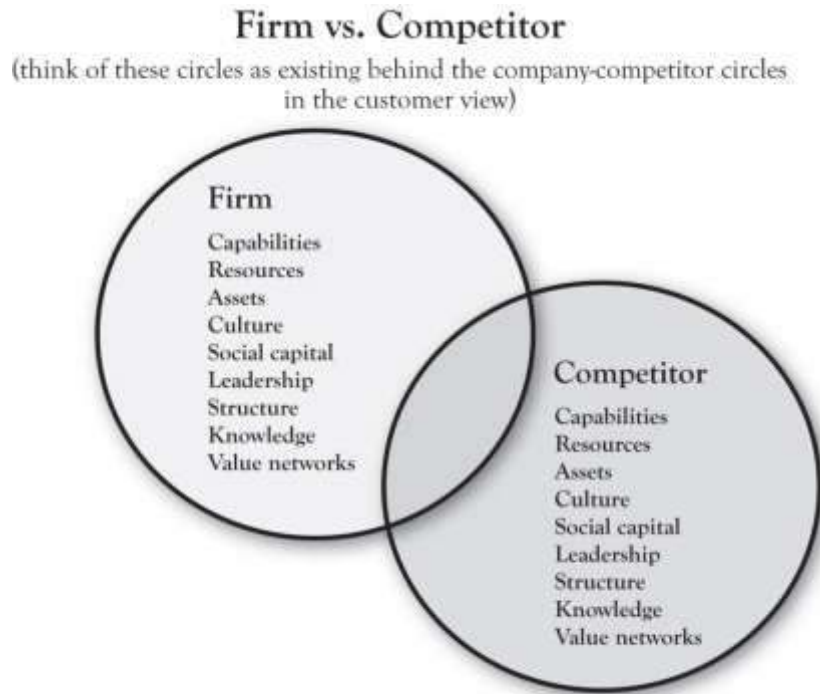 Firm vs. Competitor
(think of these circles as existing behind the company-competitor circles
in the customer view)
Firm
Capabilities
Resources
Assets
Culture
Social capital
Leadership
Structure
Knowledge
Value networks
Competitor
Capabilities
Resources
Assets
Culture
Social capital
Leadership
Structure
Knowledge
Value networks